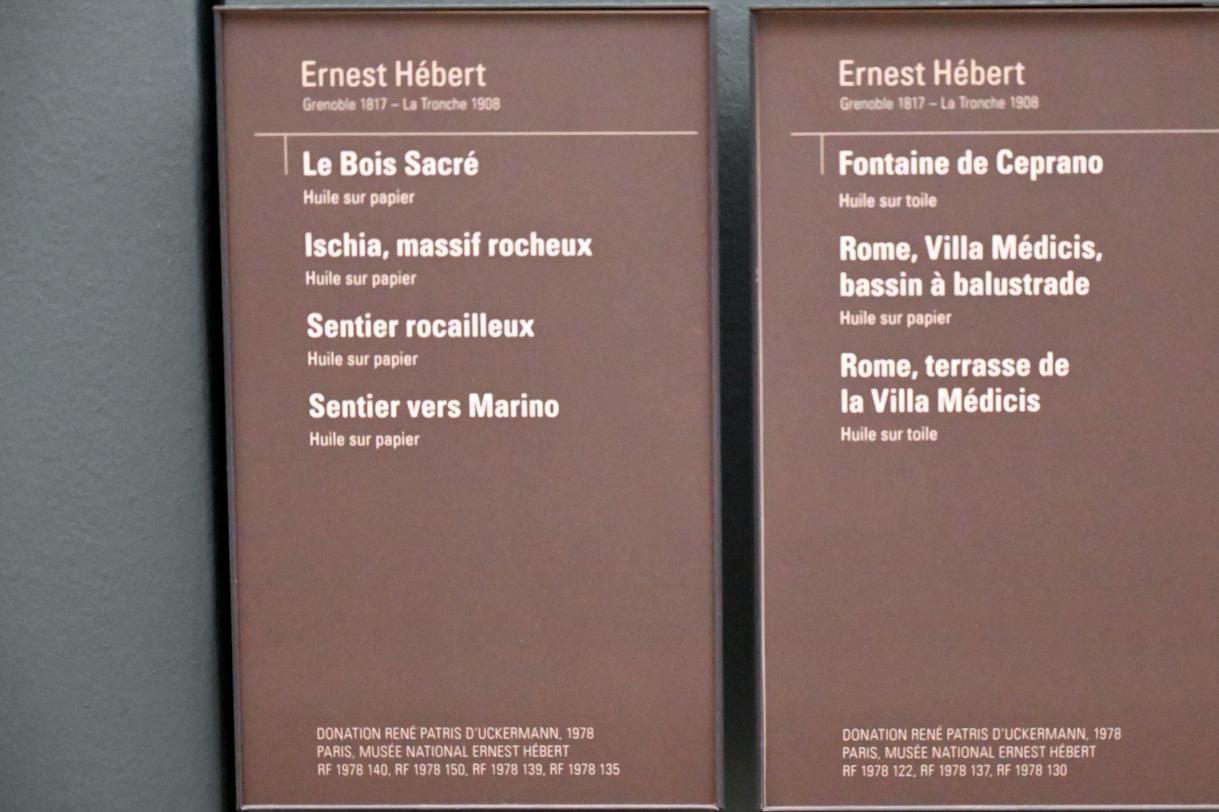 Ernest Hébert
Grenoble 1817 – La Tronche 1908
Le Bois Sacré
Huile sur papier
Ischia, massif rocheux
Huile sur papier
Sentier rocailleux
Huile sur papier
Sentier vers Marino
Huile sur papier
DONATION RENÉ PATRIS D'UCKERMANN, 1978
PARIS, MUSÉE NATIONAL ERNEST HÉBERT
RF 1978 140, RF 1978 150, RF 1978 139, RF 1978 135
Ernest Hébert
Grenoble 1817 – La Tronche 1908
Fontaine de Ceprano
Huile sur toile
Rome, Villa Médicis,
bassin à balustrade
Huile sur papier
Rome, terrasse de
la Villa Médicis
Huile sur toile
DONATION RENÉ PATRIS D'UCKERMANN, 1978
PARIS, MUSÉE NATIONAL ERNEST HÉBERT
RF 1978 122, RF 1978 137, RF 1978 130